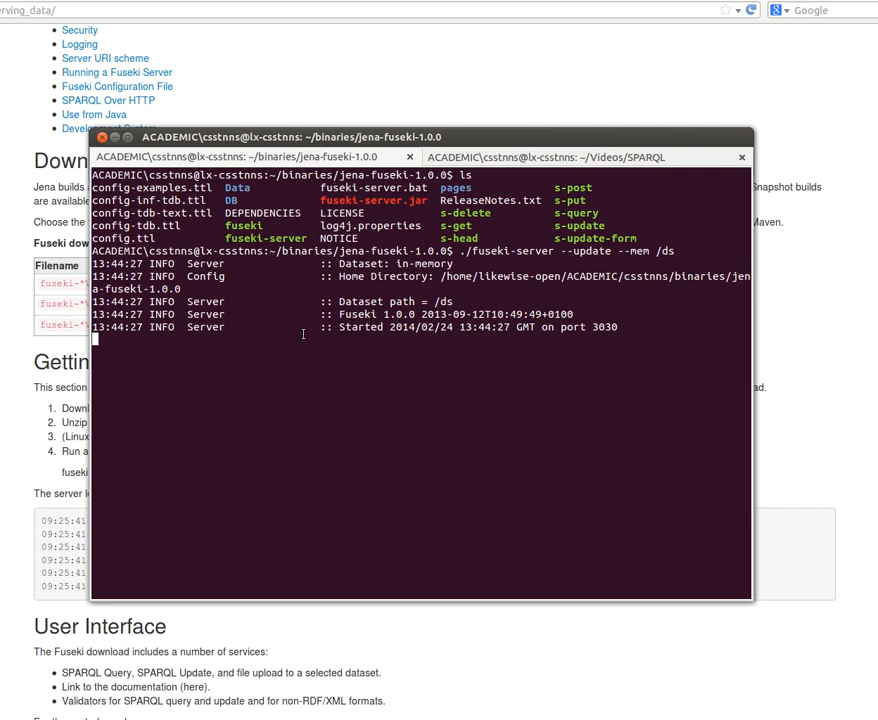 erving_data/
Google
Security
Logging
Server URI scheme
Running a Fuseki Server
Fuseki Configuration File
SPARQL Over HTTP
Use from Java
Development System
ACADEMIC\csstnns@lx-csstnns: ~/binaries/jena-fuseki-1.0.0
ACADEMIC\csstnns@lx-csstnns: ~/binaries/jena-fuseki-1.0.0
ACADEMIC\csstnns@lx-csstnns: ~/Videos/SPARQL
ACADEMIC\csstnns@lx-csstnns:~/binaries/jena-fuseki-1.0.0$ ls
config-examples.ttl Data fuseki-server.bat pages s-post
config-inf-tdb.ttl DB fuseki-server.jar ReleaseNotes.txt s-put
config-tdb-text.ttl DEPENDENCIES LICENSE s-delete s-query
config-tdb.ttl fuseki log4j.properties s-get s-update
config.ttl fuseki-server NOTICE s-head s-update-form
ACADEMIC\csstnns@lx-csstnns:~/binaries/jena-fuseki-1.0.0$ ./fuseki-server --update --mem /ds
13:44:27 INFO Server :: Dataset: in-memory
13:44:27 INFO Config :: Home Directory: /home/likewise-open/ACADEMIC/csstnns/binaries/jen
a-fuseki-1.0.0
13:44:27 INFO Server :: Dataset path = /ds
13:44:27 INFO Server :: Fuseki 1.0.0 2013-09-12T10:49:49+0100
13:44:27 INFO Server :: Started 2014/02/24 13:44:27 GMT on port 3030
Down
Jena builds
Snapshot builds
are available
Choose the
Maven.
Fuseki dow
Filename
fuseki-*
fuseki-*
fuseki-*
Gettin
This section
ad.
1. Downl
2. Unzip
3. (Linux
4. Run a
fuseki
The server l
09:25:41
09:25:41
09:25:41
09:25:41
09:25:41
09:25:41
User Interface
The Fuseki download includes a number of services:
SPARQL Query, SPARQL Update, and file upload to a selected dataset.
Link to the documentation (here).
Validators for SPARQL query and update and for non-RDF/XML formats.